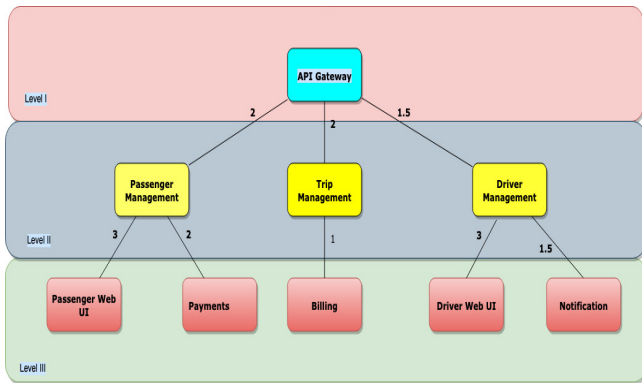 API Gateway
Level I
2
2
1.5
Passenger
Management
Trip
Management
Driver
Management
Level II
3
2
1
3
1.5
Passenger Web
UI
Payments
Billing
Driver Web UI
Notification
Level III